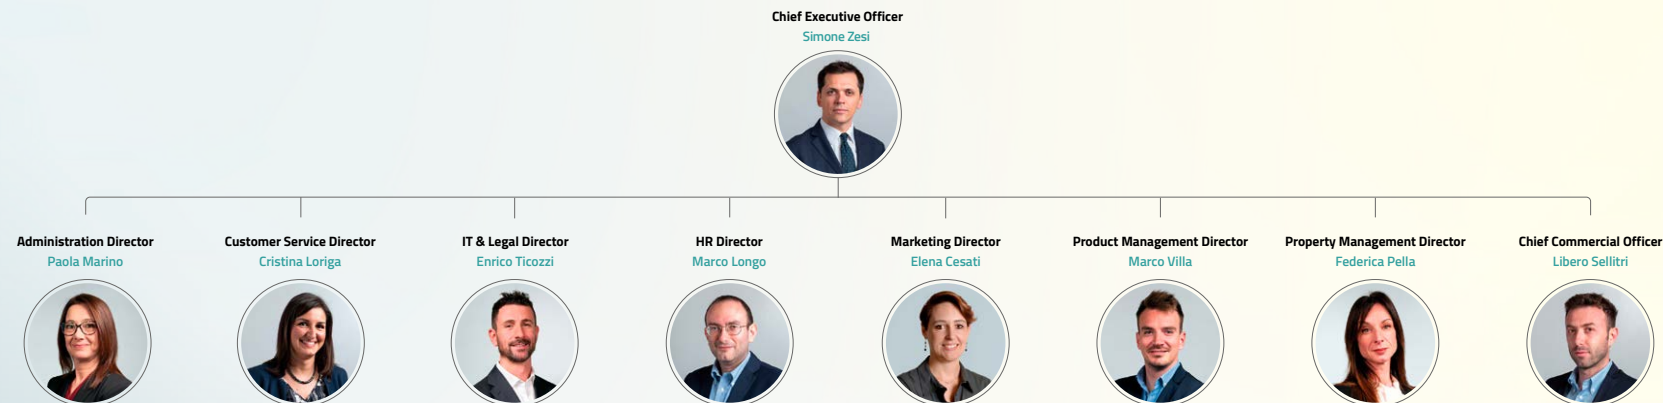 Chief Executive Officer
Simone Zesi
Administration Director
Paola Marino
Customer Service Director
Cristina Loriga
IT & Legal Director
Enrico Ticozzi
HR Director
Marco Longo
Marketing Director
Elena Cesati
Product Management Director
Marco Villa
Property Management Director
Federica Pella
Chief Commercial Officer
Libero Sellitri